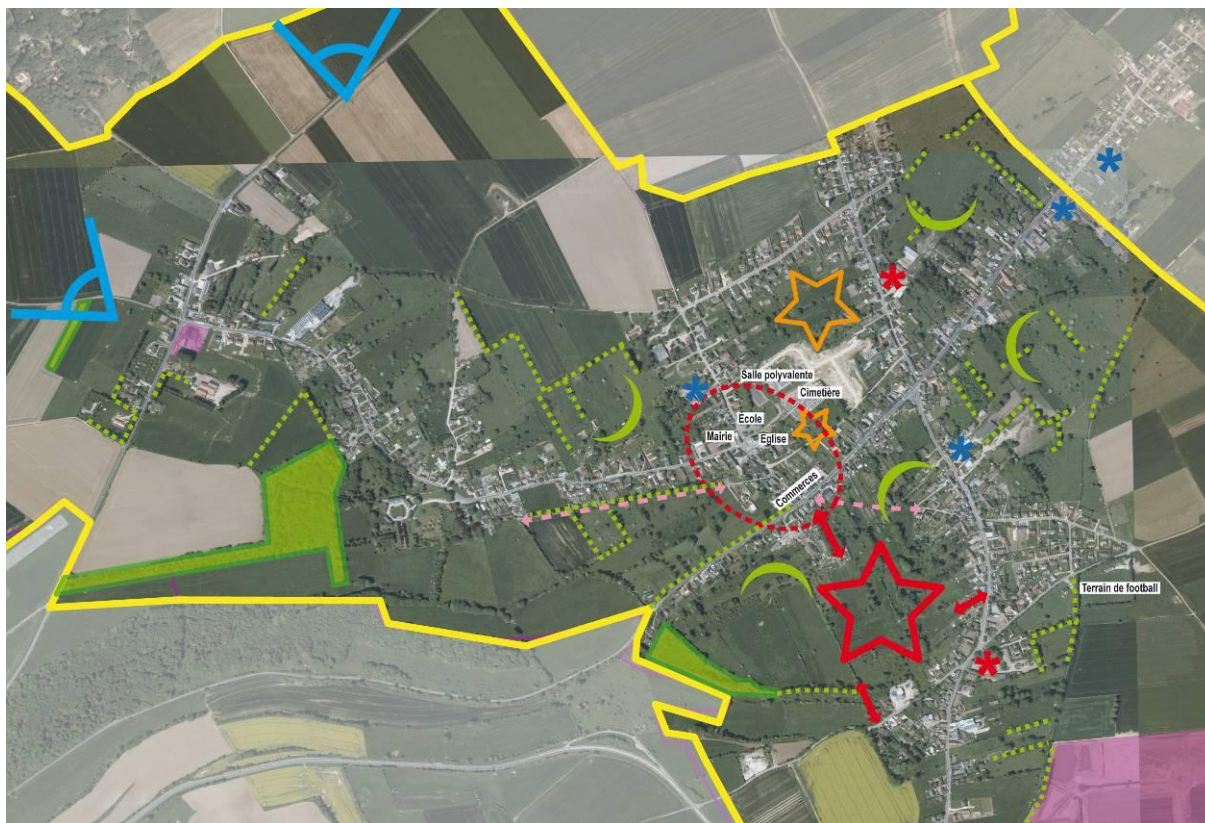 Salle polyvalente
Cimetière
École
Mairie
Eglise
Commerces
Terrain de football